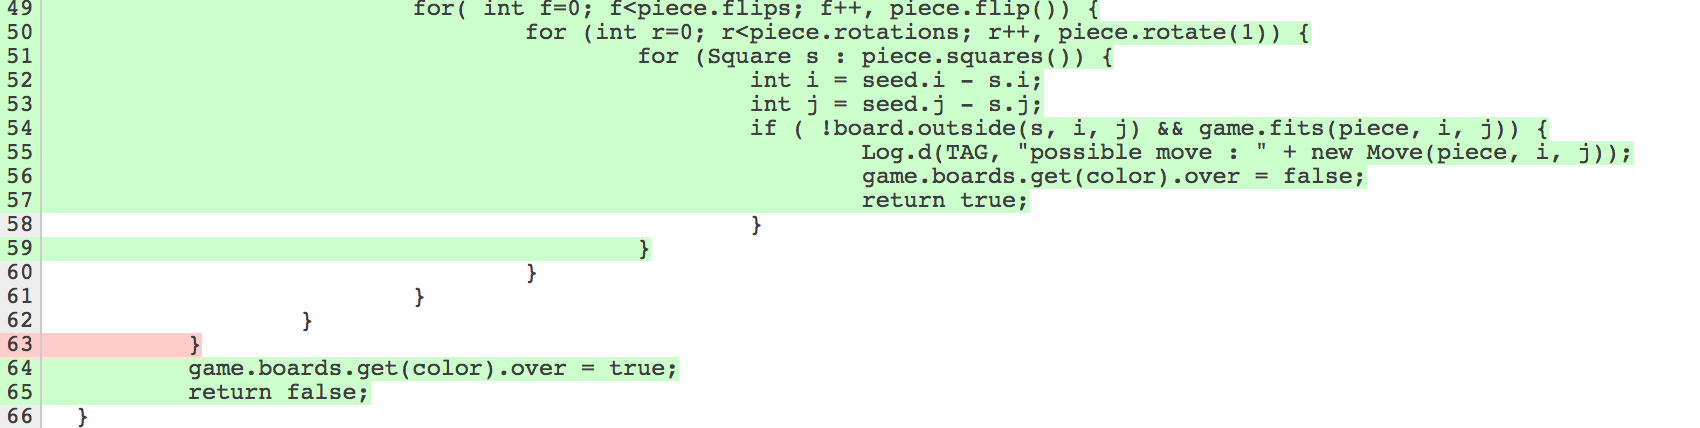 49 for( int f=0; f<piece.flips; f++, piece.flip()) {
50 for (int r=0; r<piece.rotations; r++, piece.rotate(1)) {
51 for (Square s : piece.squares()) {
52 int i = seed.i - s.i;
53 int j = seed.j - s.j;
54 if ( !board.outside(s, i, j) && game.fits(piece, i, j)) {
55 Log.d(TAG, "possible move : " + new Move(piece, i, j));
56 game.boards.get(color).over = false;
57 return true;
58 }
59 }
60 }
61 }
62 }
63 }
64 game.boards.get(color).over = true;
65 return false;
66 }